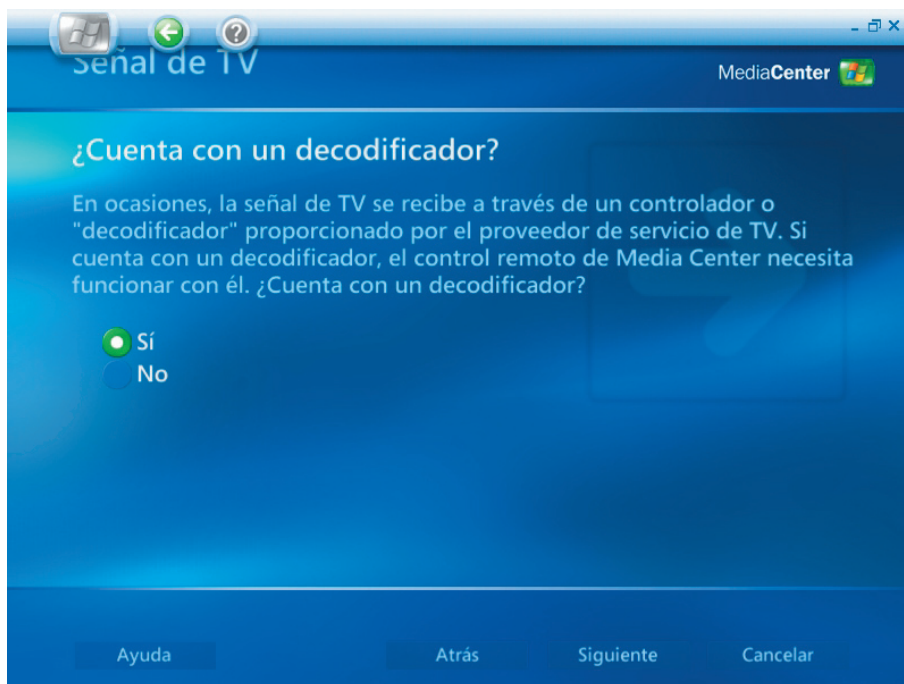 Señal de TV
MediaCenter
¿Cuenta con un decodificador?
En ocasiones, la señal de TV se recibe a través de un controlador o
"decodificador" proporcionado por el proveedor de servicio de TV. Si
cuenta con un decodificador, el control remoto de Media Center necesita
funcionar con él. ¿Cuenta con un decodificador?
Sí
No
Ayuda Atrás Siguiente Cancelar